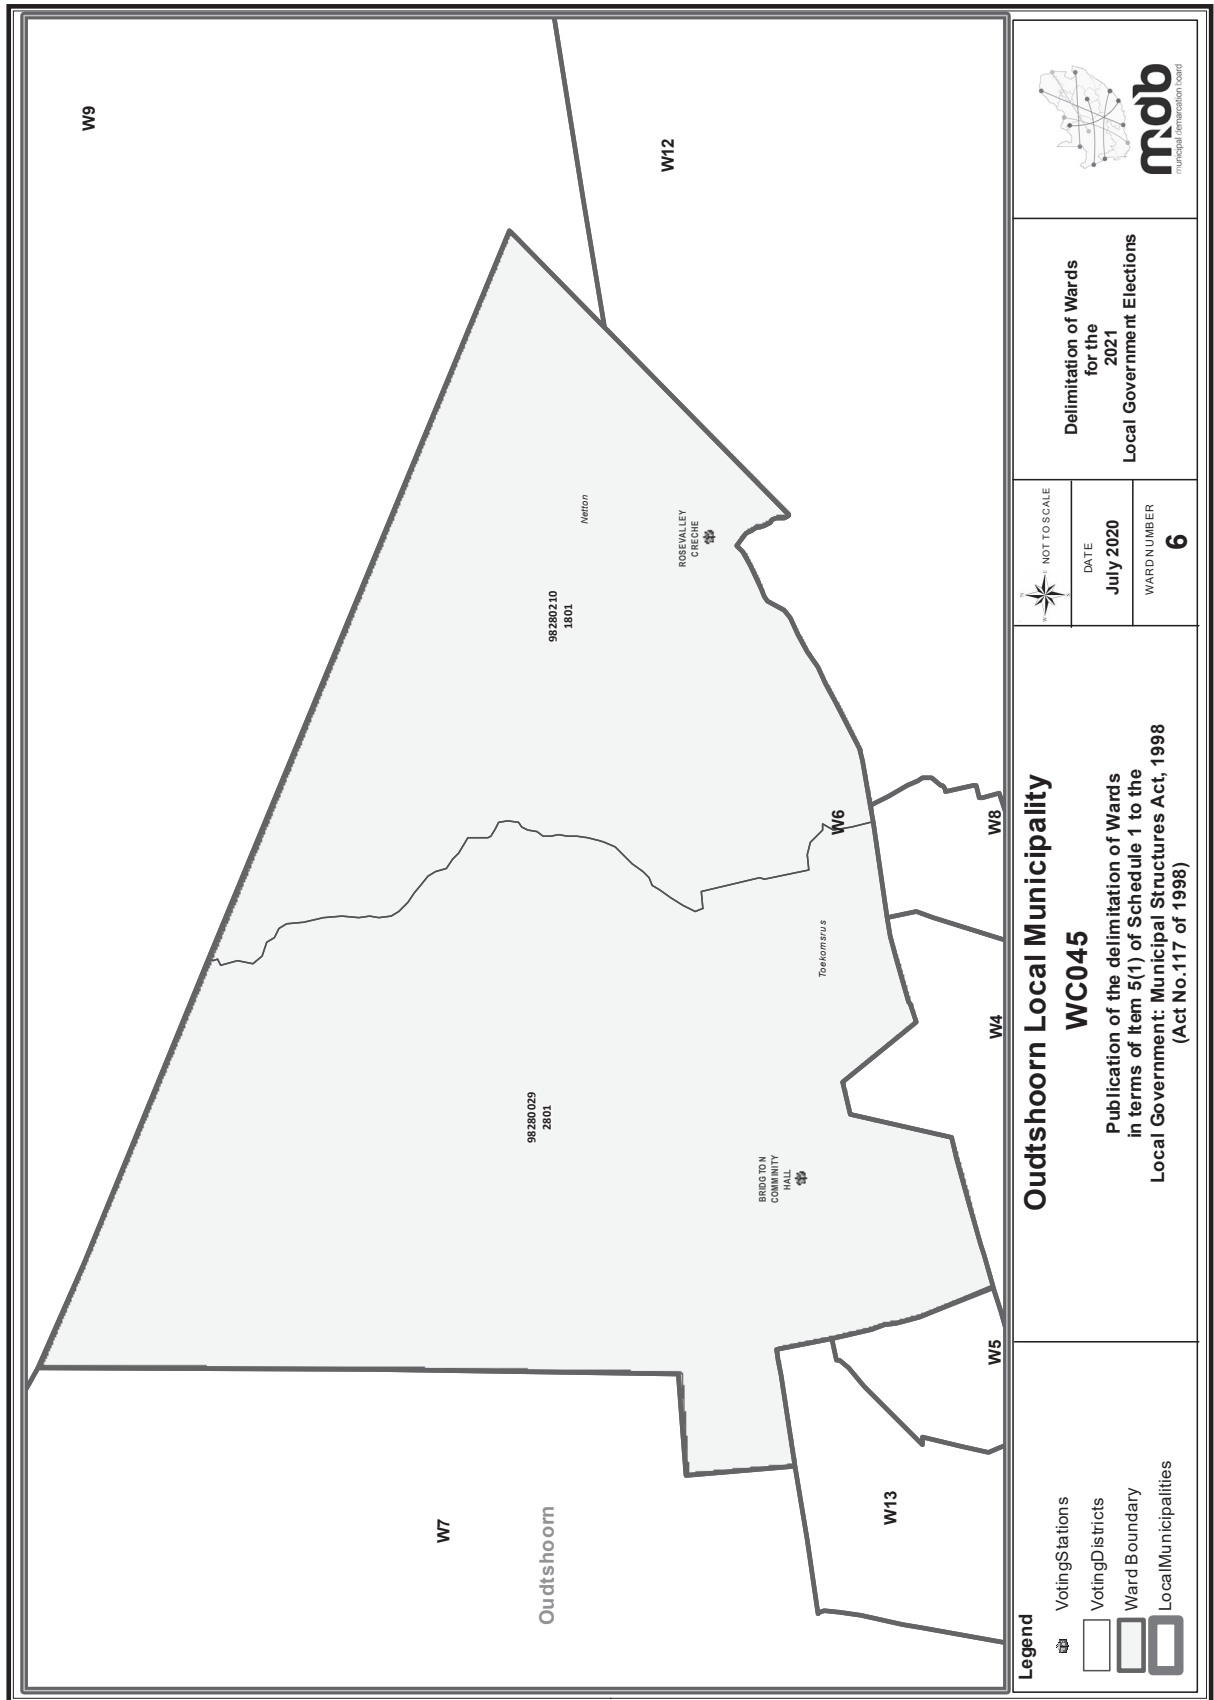 W9
W12
Netton
ROSEVALLEY
CRECHE
98280210
1801
W6
W8
Toekomsrus
W4
98280029
2801
BRIDGTON
COMMINITY
HALL
W5
W7
Oudtshoorn
W13
Legend
VotingStations
VotingDistricts
Ward Boundary
LocalMunicipalities
Oudtshoorn Local Municipality
WC045
Publication of the delimitation of Wards
in terms of Item 5(1) of Schedule 1 to the
Local Government: Municipal Structures Act, 1998
(Act No.117 of 1998)
N
W E
S
NOT TO SCALE
DATE
July 2020
WARDNUMBER
6
Delimitation of Wards
for the
2021
Local Government Elections
mdb
municipal demarcation board